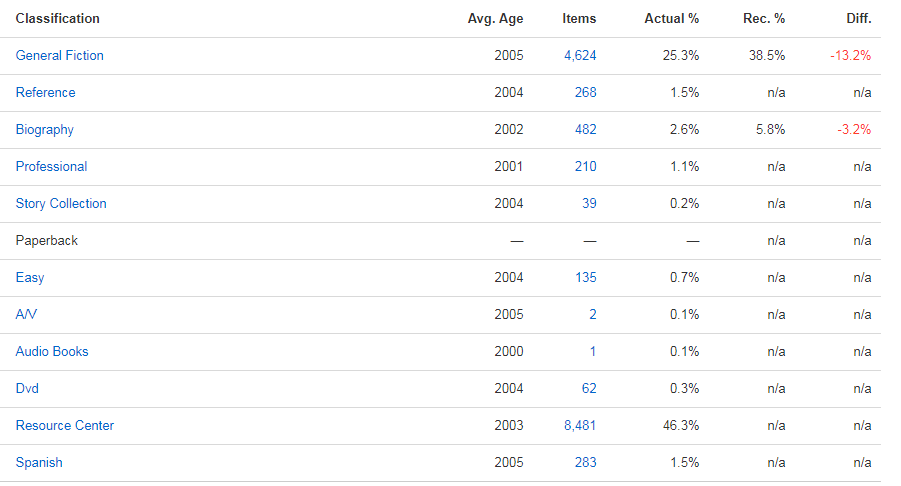 Classification Avg. Age Items Actual % Rec. % Diff.
General Fiction 2005 4,624 25.3% 38.5% -13.2%
Reference 2004 268 1.5% n/a n/a
Biography 2002 482 2.6% 5.8% -3.2%
Professional 2001 210 1.1% n/a n/a
Story Collection 2004 39 0.2% n/a n/a
Paperback — — — n/a n/a
Easy 2004 135 0.7% n/a n/a
A/V 2005 2 0.1% n/a n/a
Audio Books 2000 1 0.1% n/a n/a
Dvd 2004 62 0.3% n/a n/a
Resource Center 2003 8,481 46.3% n/a n/a
Spanish 2005 283 1.5% n/a n/a